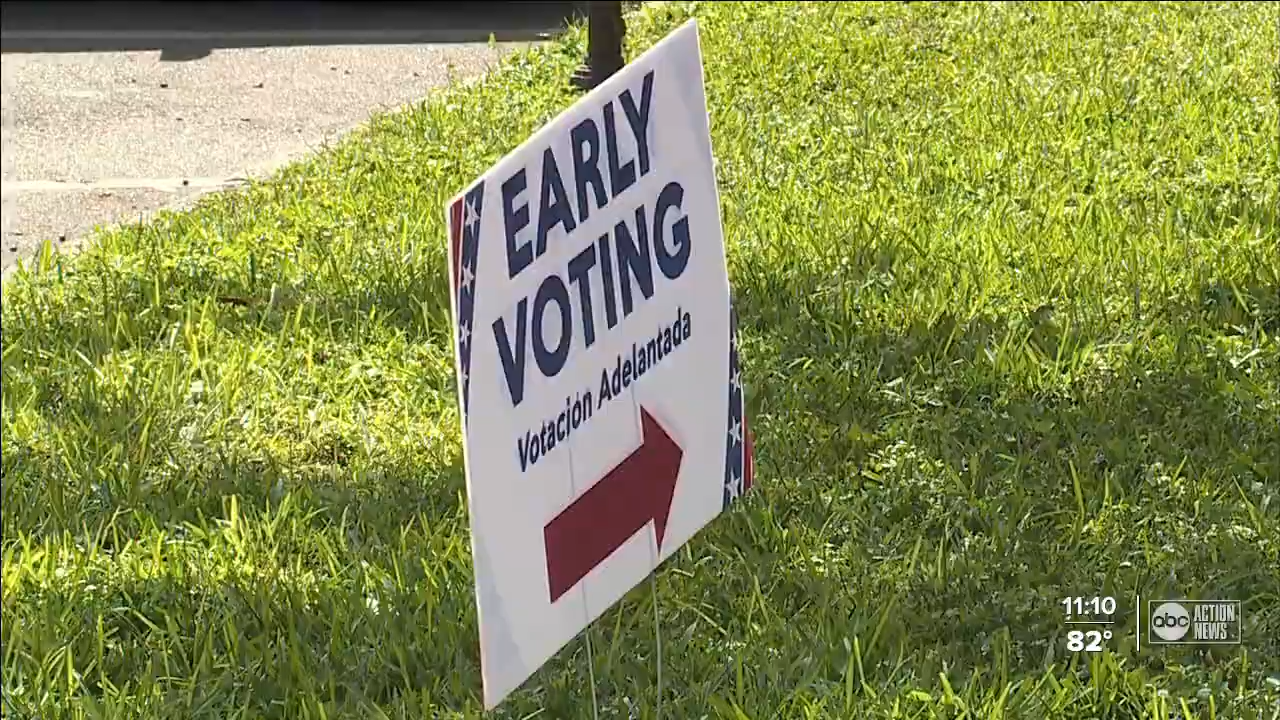 EARLY
VOTING
Votación Adelantada
11:10
82°
abc ACTION
NEWS